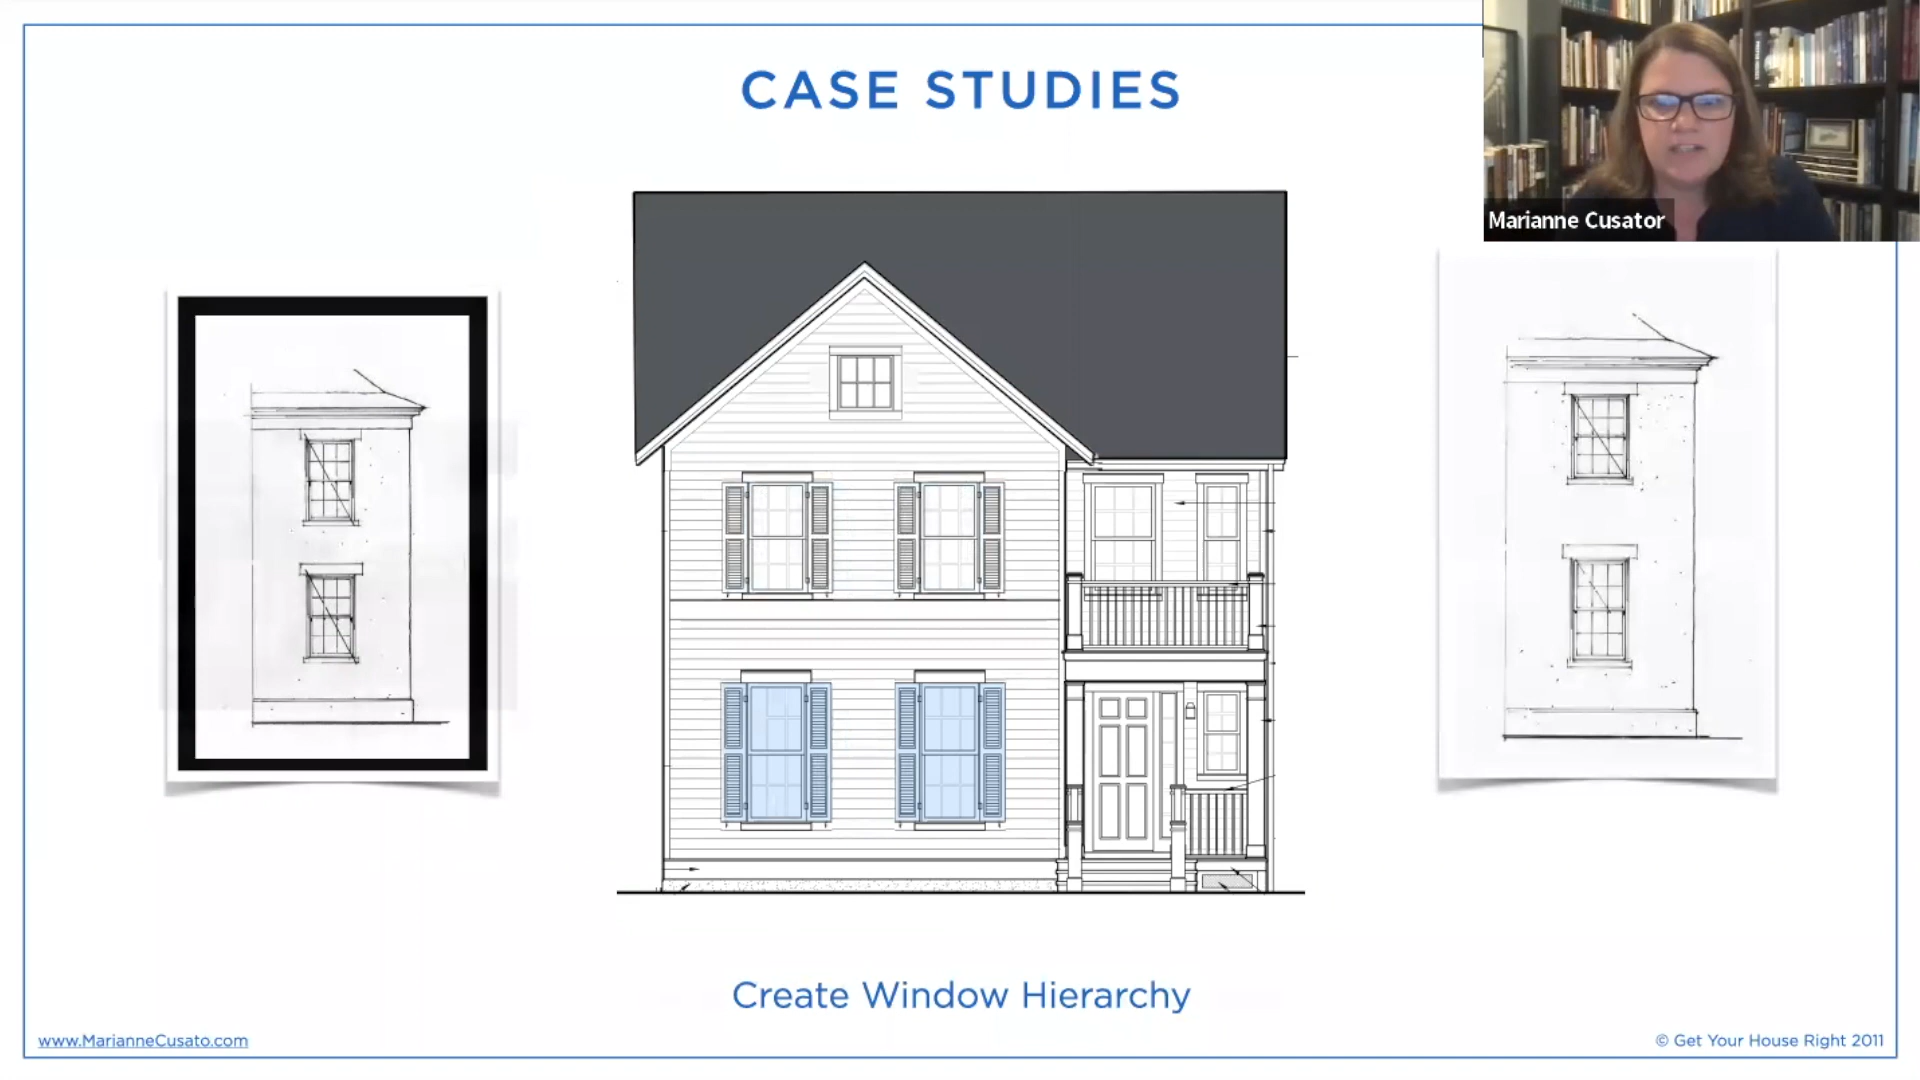 CASE STUDIES
Marianne Cusator
Create Window Hierarchy
www.MarianneCusato.com
© Get Your House Right 2011